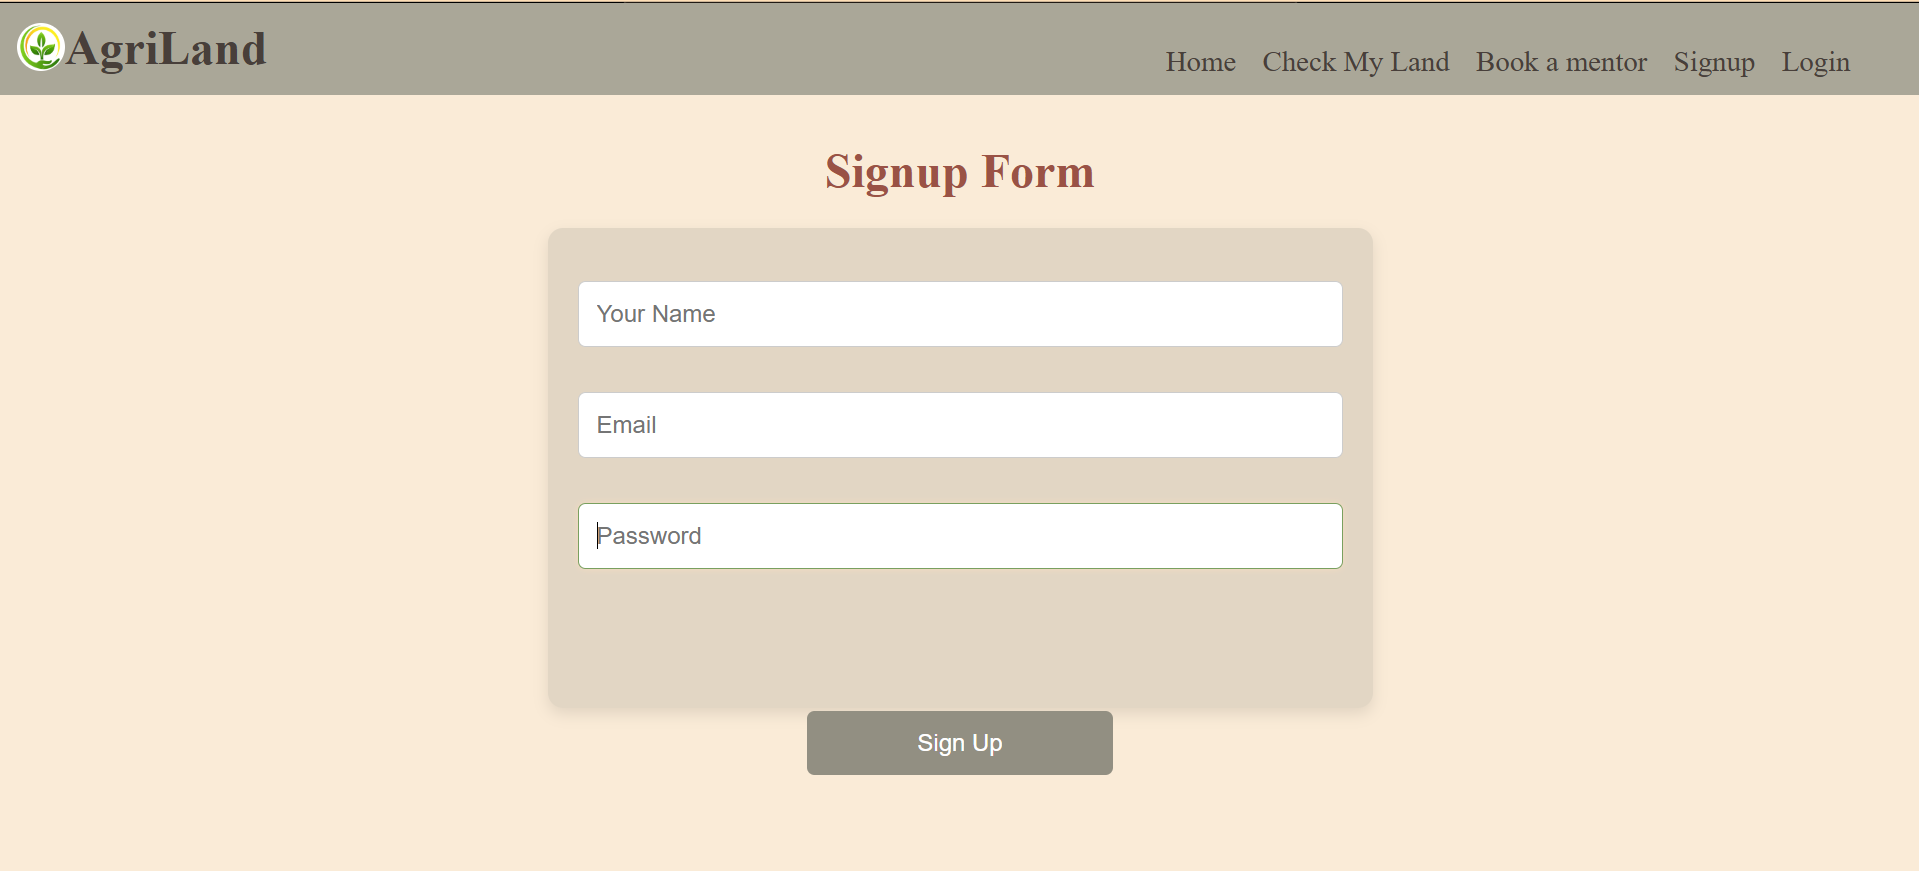 AgriLand
Home Check My Land Book a mentor Signup Login
Signup Form
Your Name
Email
Password
Sign Up